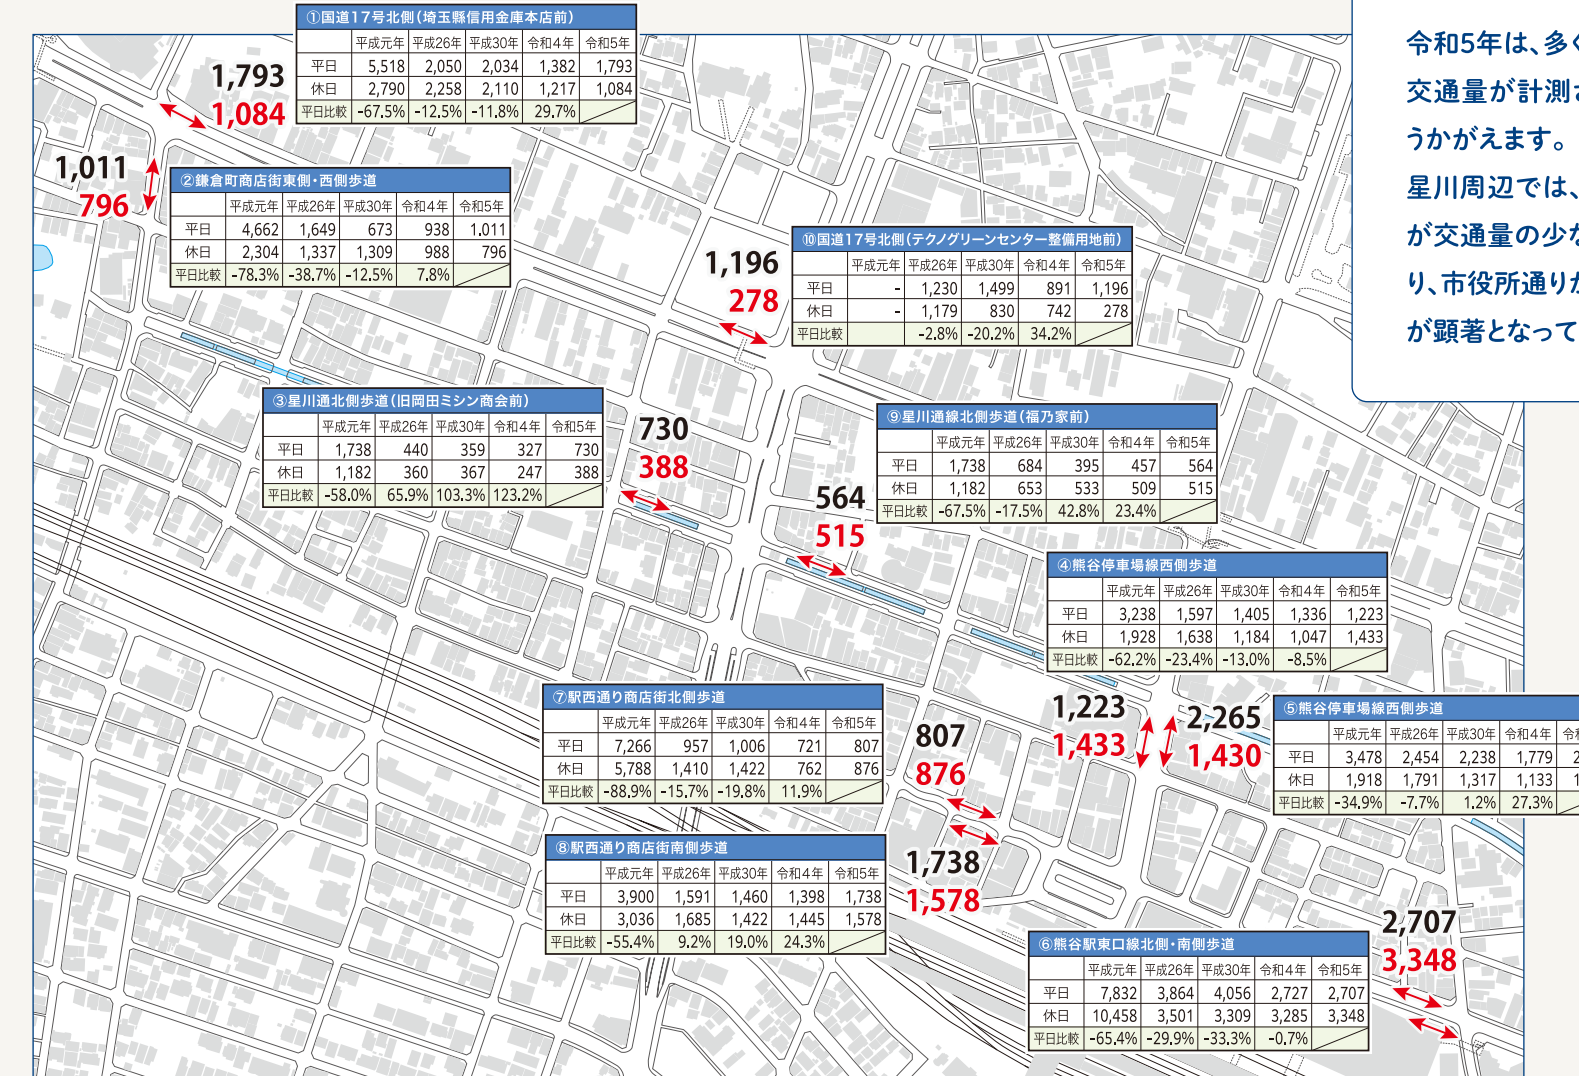 ①国道17号北側（埼玉縣信用金庫本店前）
平成元年 平成26年 平成30年 令和4年 令和5年
平日 5,518 2,050 2,034 1,382 1,793
休日 2,790 2,258 2,110 1,217 1,084
平日比較 -67.5% -12.5% -11.8% 29.7%
1,793
1,084
1,011
796
②鎌倉町商店街東側・西側歩道
平成元年 平成26年 平成30年 令和4年 令和5年
平日 4,662 1,649 673 938 1.011
休日 2,304 1,337 1,309 988 796
平日比較 -78.3% -38.7% -12.5% 7.8%
1,196
278
⑩国道17号北側（テクノグリーンセンター整備用地前）
平成元年 平成26年 平成30年 令和4年 令和5年
平日 - 1,230 1,499 891 1,196
休日 - 1,179 830 742 278
平日比較 -2.8% -20.2% 34.2%
令和5年は、多く
交通量が計測さ
うかがえます。
星川周辺では、
が交通量の少な
り、市役所通りか
が顕著となって
③星川通北側歩道（旧岡田ミシン商会前）
平成元年 平成26年 平成30年 令和4年 令和5年
平日 1,738 440 359 327 730
休日 1,182 360 367 247 388
平日比較 -58.0% 65.9% 103.3% 123.2%
730
388
⑨星川通線北側歩道（福乃家前）
平成元年 平成26年 平成30年 令和4年 令和5年
平日 1,738 684 395 457 564
休日 1,182 653 533 509 515
平日比較 -67.5% -17.5% 42.8% 23.4%
564
515
④熊谷停車場線西側歩道
平成元年 平成26年 平成30年 令和4年 令和5年
平日 3,238 1,597 1,405 1,336 1,223
休日 1,928 1,638 1,184 1,047 1,433
平日比較 -62.2% -23.4% -13.0% -8.5%
1,223
1,433
2,265
1,430
⑤熊谷停車場線西側歩道
平成元年 平成26年 平成30年 令和4年 令和
平日 3,478 2,454 2,238 1,779 2
休日 1,918 1,791 1,317 1,133 1
平日比較 -34.9% -7.7% 1.2% 27.3%
⑦駅西通り商店街北側歩道
平成元年 平成26年 平成30年 令和4年 令和5年
平日 7,266 957 1,006 721 807
休日 5,788 1,410 1,422 762 876
平日比較 -88.9% -15.7% -19.8% 11.9%
807
876
⑧駅西通り商店街南側歩道
平成元年 平成26年 平成30年 令和4年 令和5年
平日 3,900 1,591 1,460 1,398 1,738
休日 3,036 1,685 1,422 1,445 1,578
平日比較 -55.4% 9.2% 19.0% 24.3%
1,738
1,578
⑥熊谷駅東口線北側・南側歩道
平成元年 平成26年 平成30年 令和4年 令和5年
平日 7,832 3,864 4,056 2,727 2,707
休日 10,458 3,501 3,309 3,285 3,348
平日比較 -65.4% -29.9% -33.3% -0.7%
2,707
3,348